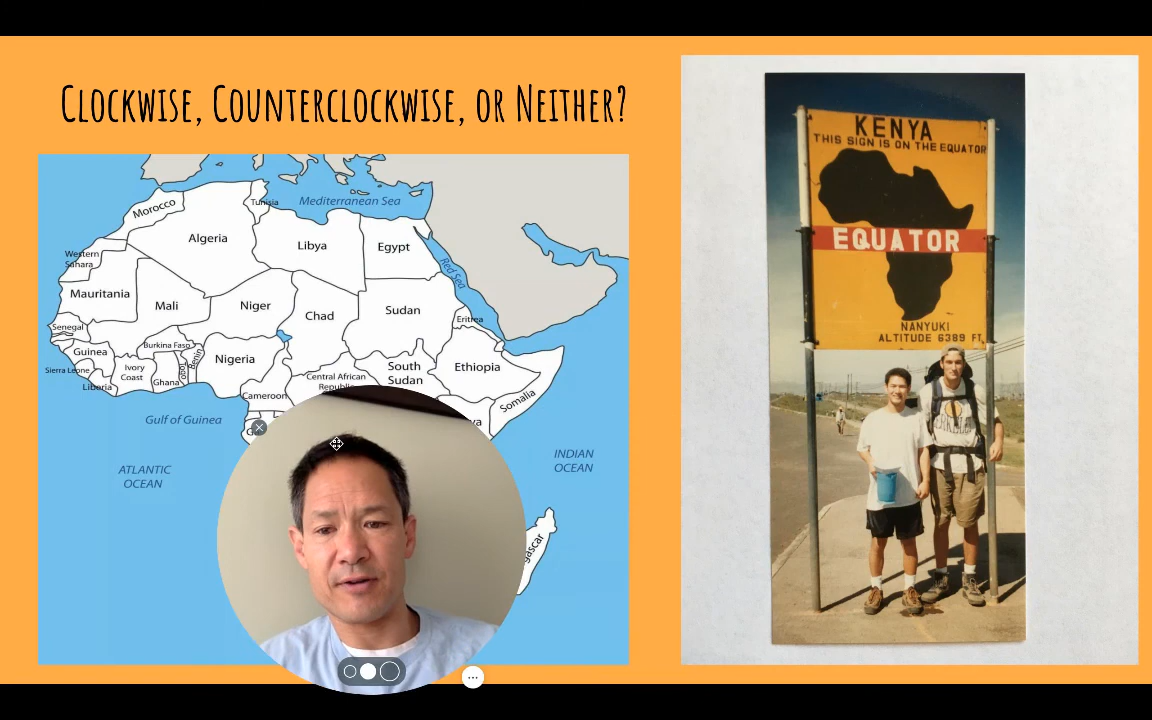 Clockwise, Counterclockwise, or Neither?
Mediterranean Sea
Morocco
Tunisia
Algeria
Libya
Egypt
Western
Sahara
Red Sea
Mauritania
Mali
Niger
Chad
Sudan
Eritrea
Senegal
Burkina Faso
Guinea
Benin
Nigeria
Ethiopia
Sierra Leone
Ivory
Coast
Togo
Ghana
Liberia
Central African
South
Sudan
Cameroon
Somalia
Gulf of Guinea
ATLANTIC
OCEAN
INDIAN
OCEAN
KENYA
THIS SIGN IS ON THE EQUATOR
EQUATOR
NANYUKI
ALTITUDE 6389 FT.